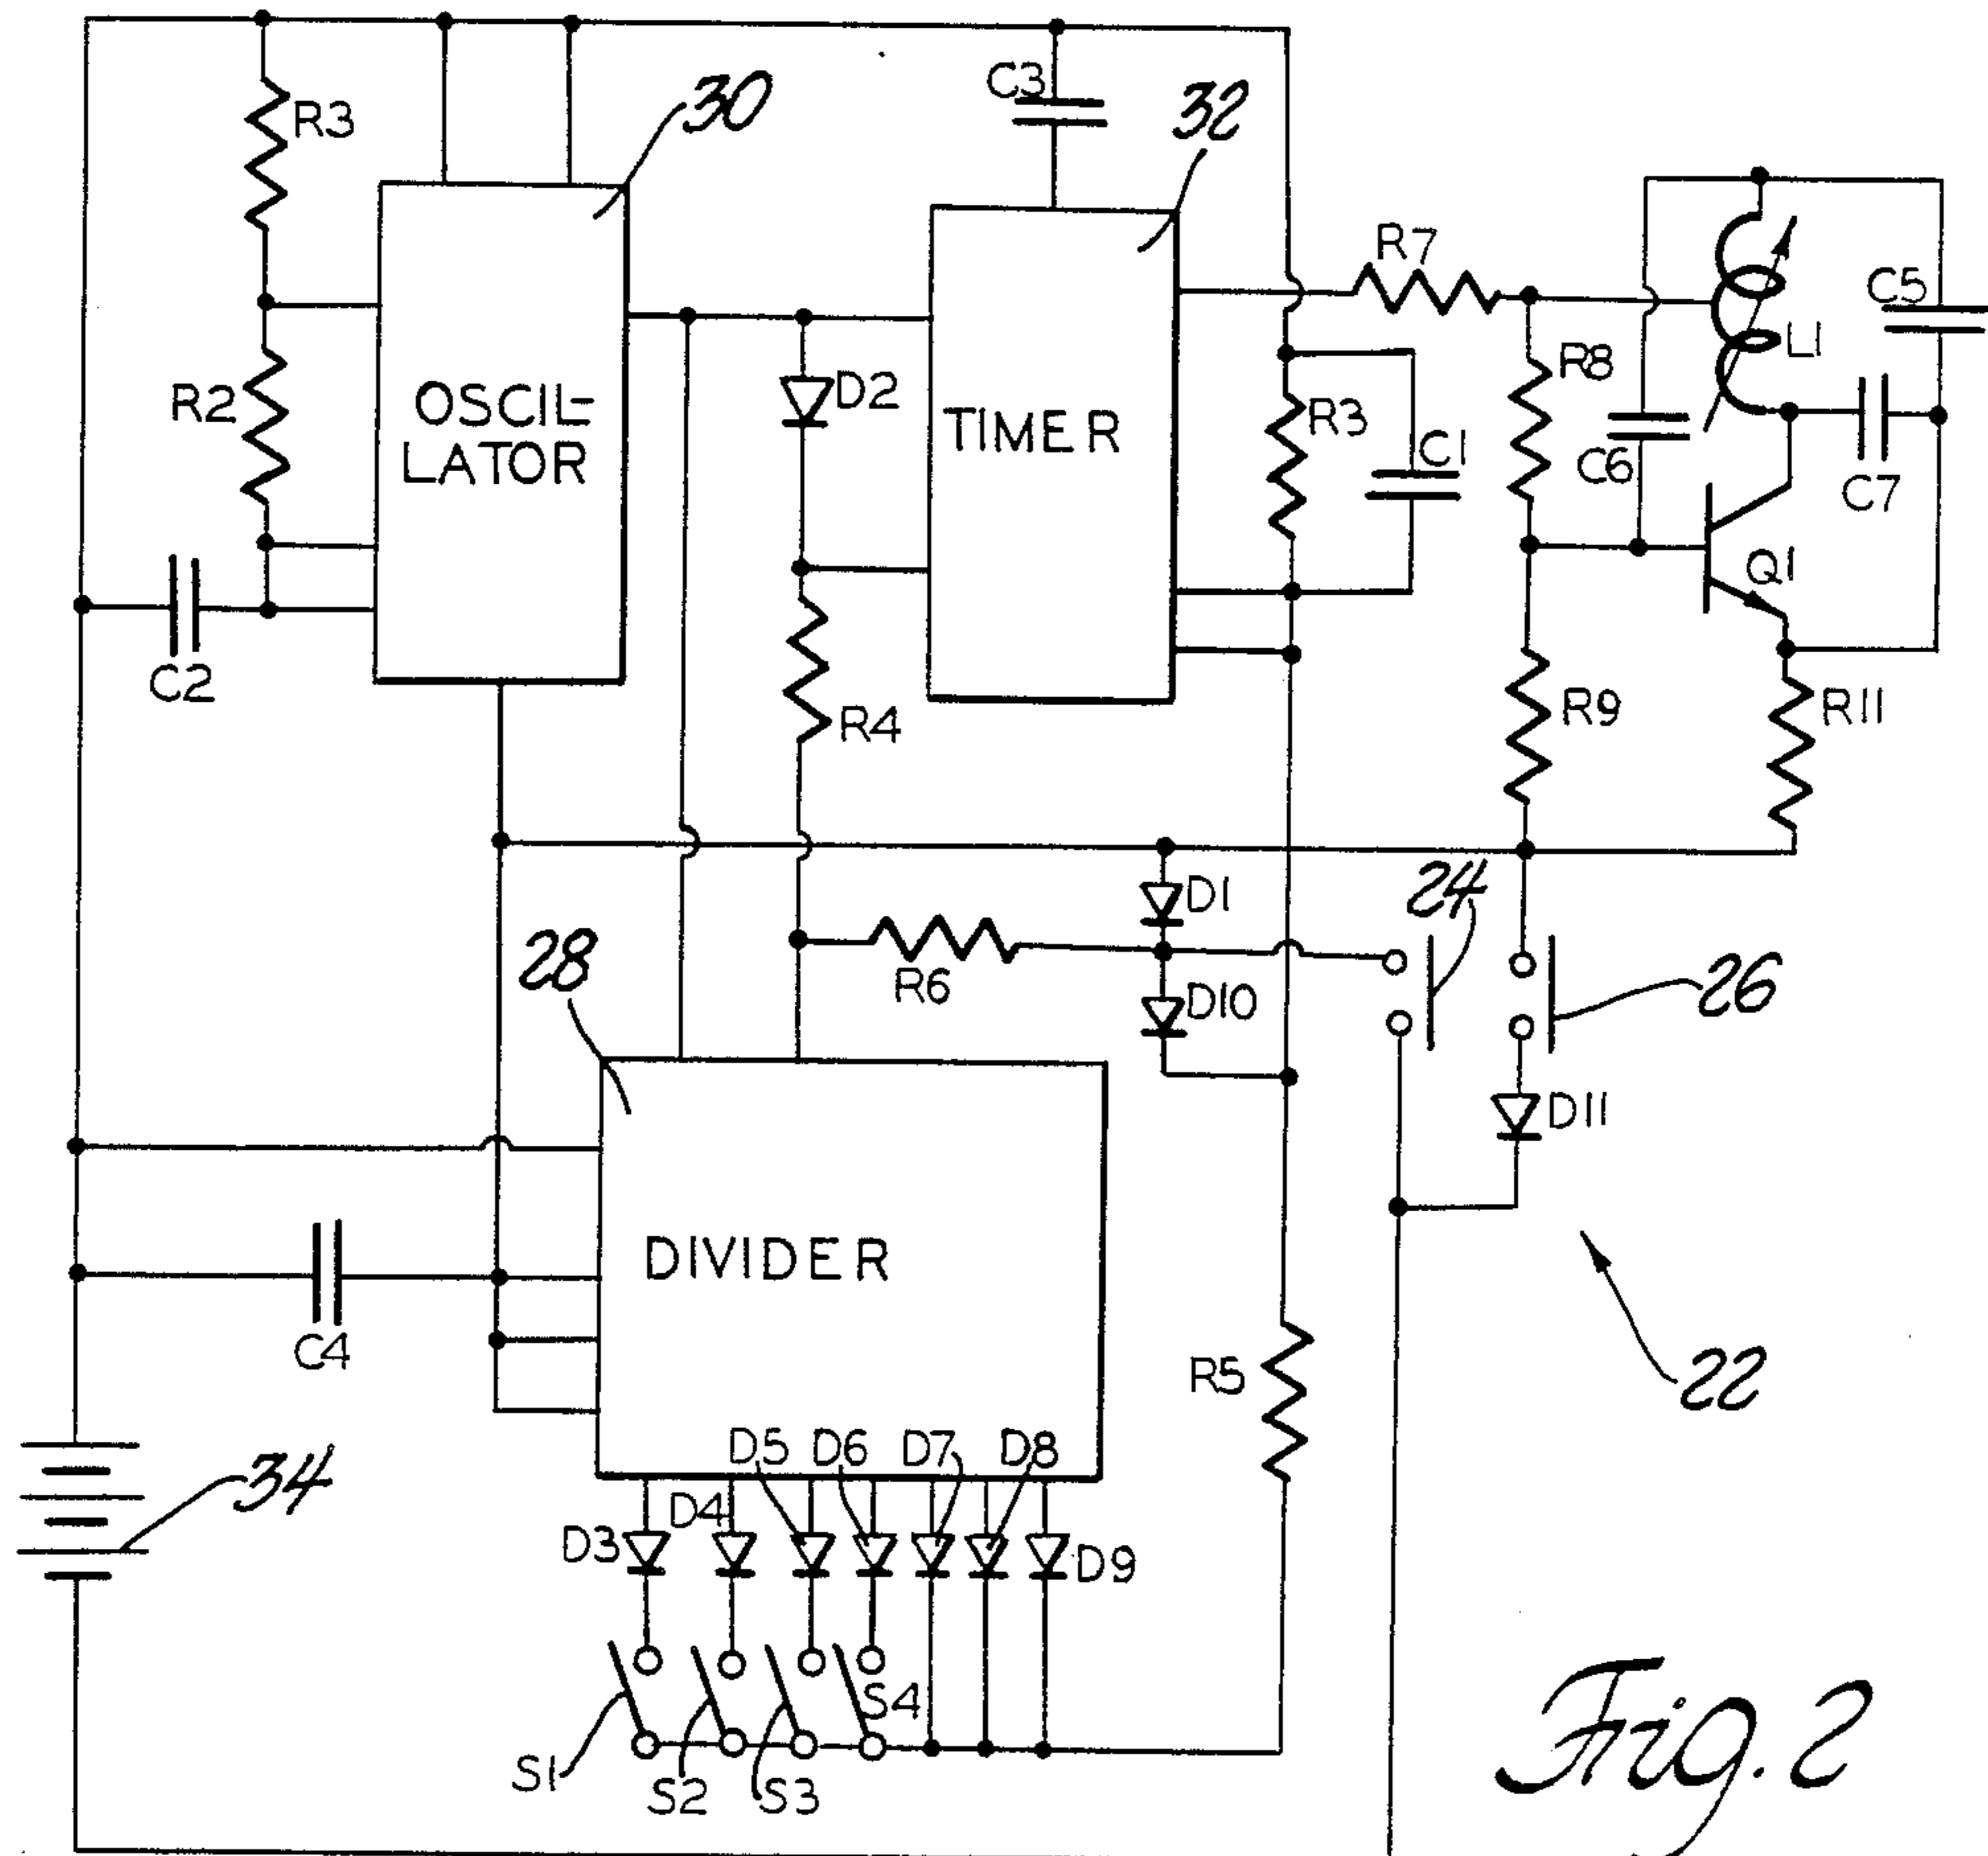 C3
30
32
R3
R7
C5
R8
L1
D2
R2
OSCIL-
LATOR
TIMER
R3
C1
C6
C7
Q1
C2
R4
R9
R11
24
D1
28
R6
D10
26
D11
DIVIDER
C4
R5
22
34
D5
D6
D7
D8
D3
D4
D9
S4
S1
S2
S3
Fig. 2